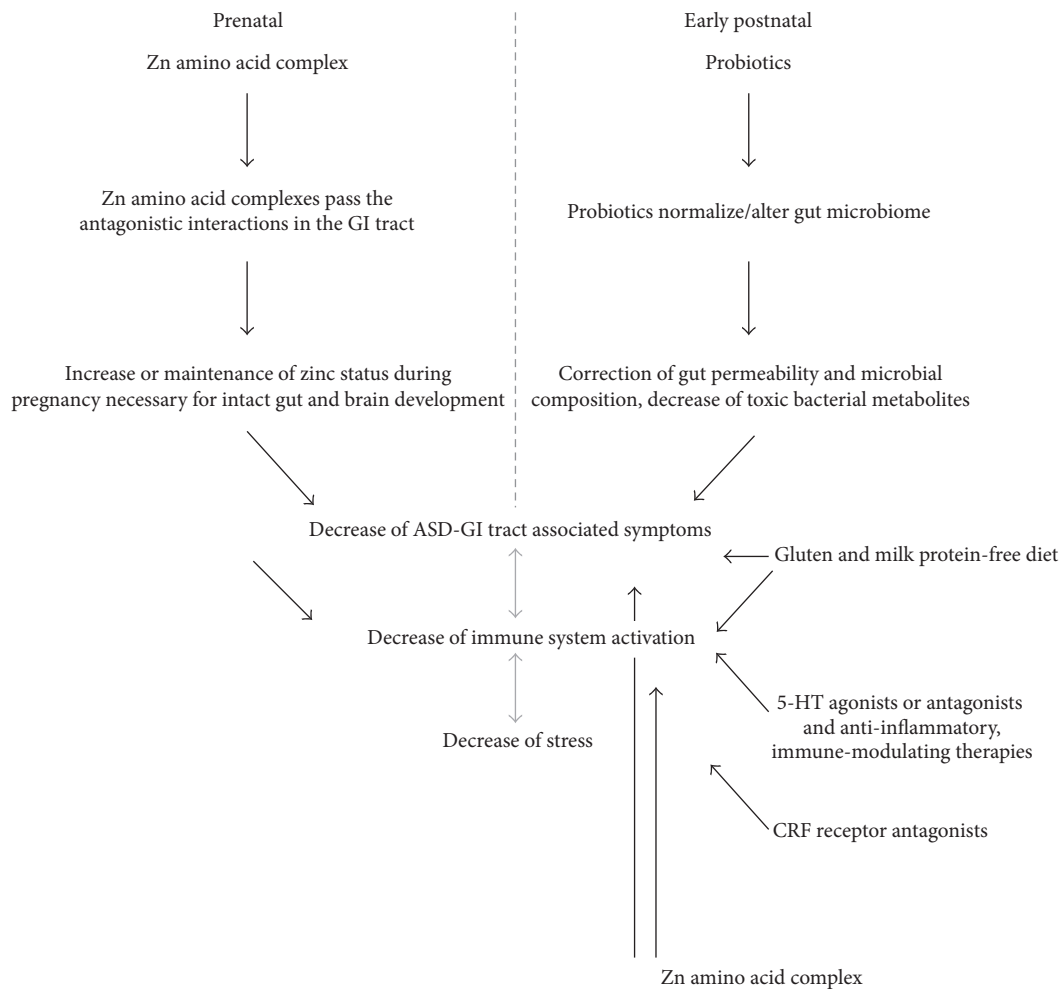 Prenatal
Early postnatal
Zn amino acid complex
Probiotics
Zn amino acid complexes pass the
antagonistic interactions in the GI tract
Probiotics normalize/alter gut microbiome
Increase or maintenance of zinc status during
pregnancy necessary for intact gut and brain development
Correction of gut permeability and microbial
composition, decrease of toxic bacterial metabolites
Decrease of ASD-GI tract associated symptoms
Gluten and milk protein-free diet
Decrease of immune system activation
5-HT agonists or antagonists
and anti-inflammatory,
immune-modulating therapies
Decrease of stress
CRF receptor antagonists
Zn amino acid complex